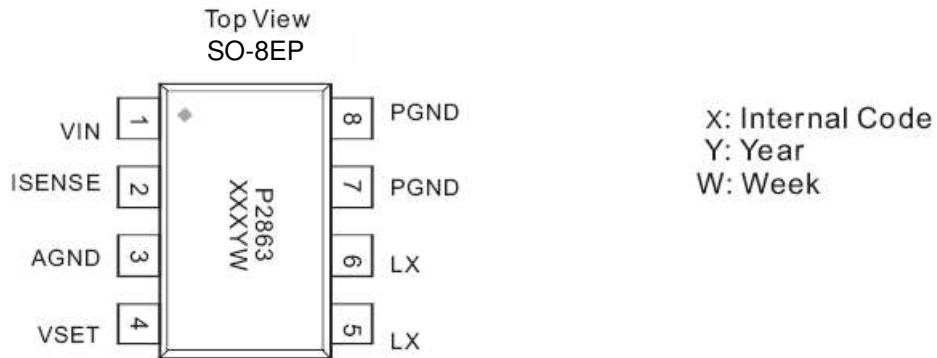 Top View
SO-8EP
VIN 1
ISENSE 2
AGND 3
VSET 4
P2863
XXXYW
8 PGND
7 PGND
6 LX
5 LX
X: Internal Code
Y: Year
W: Week